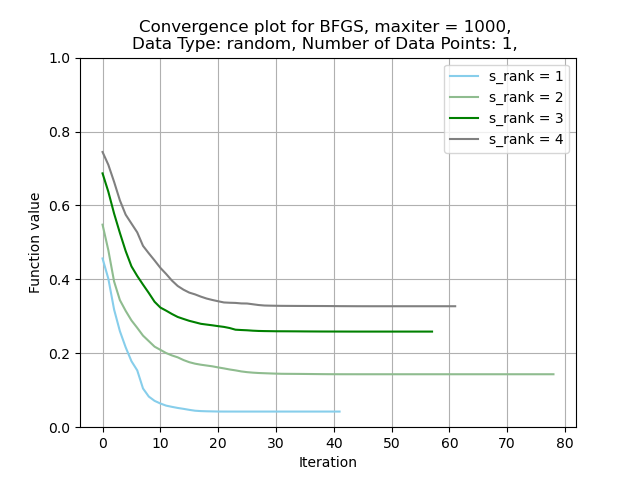 Convergence plot for BFGS, maxiter = 1000,
Data Type: random, Number of Data Points: 1,
s_rank = 1
s_rank = 2
s_rank = 3
s_rank = 4
Function value
1.0
0.8
0.6
0.4
0.2
0.0
0 10 20 30 40 50 60 70 80
Iteration